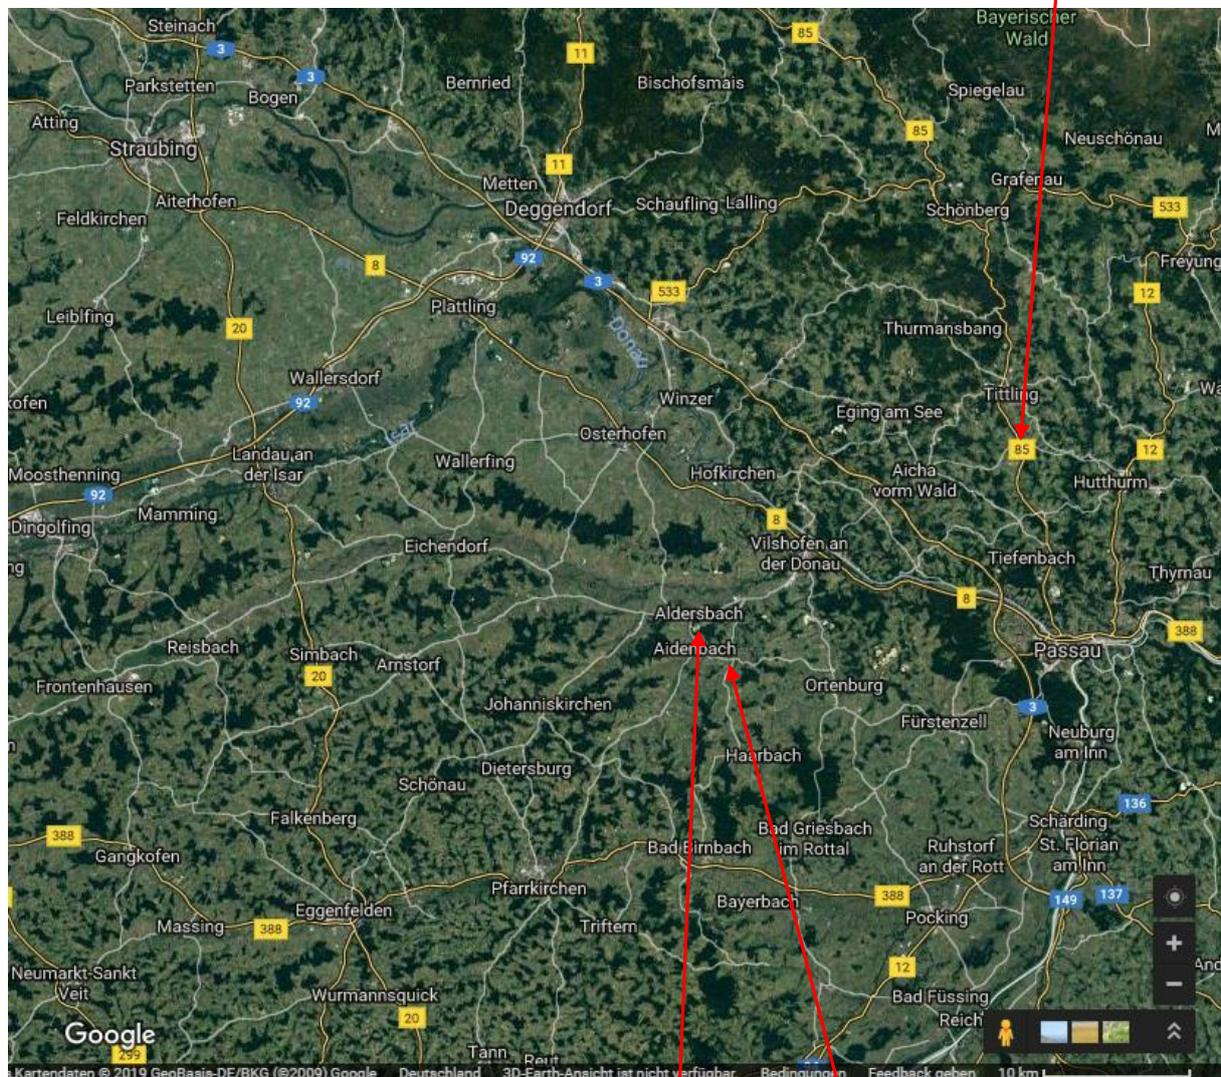 Bayerischer
Wald
Steinach
3
11
85
Parkstetten
3
Bogen
Bernried
Bischofsmais
Spiegelau
Atting
Straubing
85
Neuschönau
M
11
Metten
Grafenau
Aiterhofen
Deggendorf
Schaufling
Lalling
Schönberg
533
Feldkirchen
8
92
3
533
Freyung
12
Plattling
Leiblfing
20
Donau
Thurmansbang
Wallersdorf
kofen
92
Winzer
Tittling
Wa
Eging am See
Isar
Osterhofen
85
12
Landau an
der Isar
Wallerfing
Hofkirchen
Aicha
vorm Wald
Hutthurm
Moosthenning
92
Mamming
Dingolfing
8
Eichendorf
Vilshofen an
der Donau
Tiefenbach
ng
Thyrnau
8
Aldersbach
388
Reisbach
Simbach
Arnstorf
Aidenbach
Passau
20
Frontenhausen
Ortenburg
Johanniskirchen
Fürstenzell
3
Neuburg
am Inn
n
Haarbach
Dietersburg
Schönau
136
Falkenberg
388
Bad Griesbach
im Rottal
Schärding
Gangkofen
Bad Birnbach
Ruhstorf
an der Rott
St. Florian
am Inn
Pfarrkirchen
Bayerbach
388
149
137
Eggenfelden
Massing
388
Triftern
Pocking
12
Neumarkt-Sankt
Veit
And
Wurmannsquick
Bad Füssing
20
Reich
Google
299
Tann
Reut
Kartendaten © 2019 GeoBasis-DE/BKG (©2009) Google Deutschland 3D-Earth-Ansicht ist nicht verfügbar Bedingungen Feedback geben 10 km